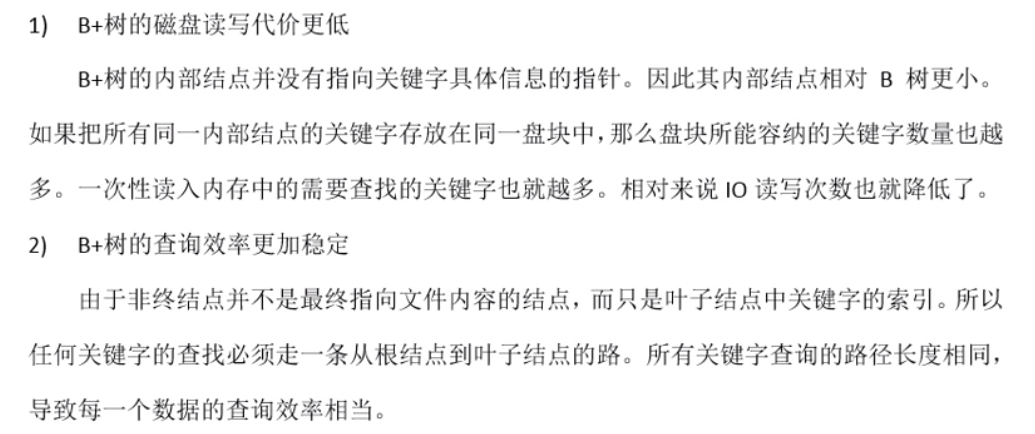 1) B+树的磁盘读写代价更低
B+树的内部结点并没有指向关键字具体信息的指针。因此其内部结点相对 B 树更小。
如果把所有同一内部结点的关键字存放在同一盘块中，那么盘块所能容纳的关键字数量也越
多。一次性读入内存中的需要查找的关键字也就越多。相对来说 IO 读写次数也就降低了。
2) B+树的查询效率更加稳定
由于非终结点并不是最终指向文件内容的结点，而只是叶子结点中关键字的索引。所以
任何关键字的查找必须走一条从根结点到叶子结点的路。所有关键字查询的路径长度相同，
导致每一个数据的查询效率相当。